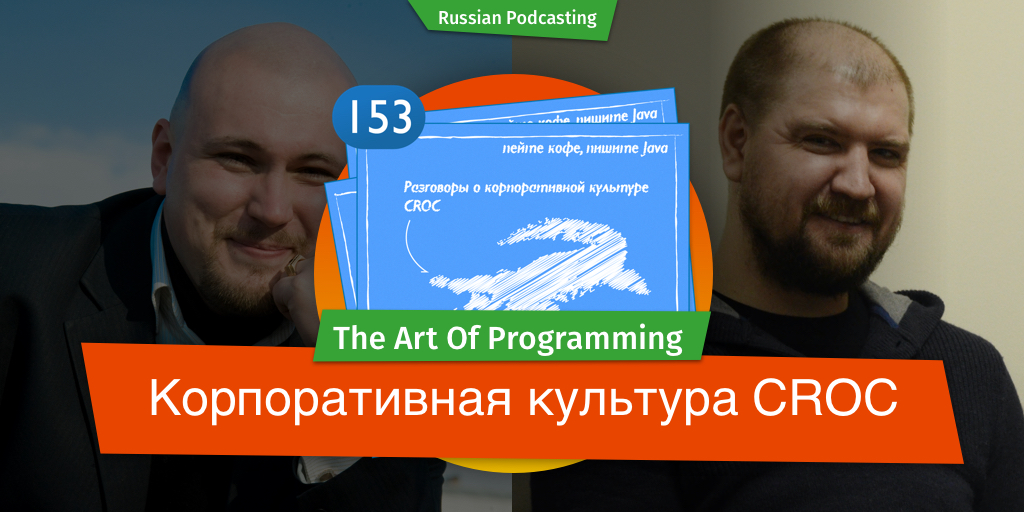 Russian Podcasting
153
кофе, пишите Java
пейте кофе, пишите Java
Разговоры о корпоративной культуре
CROC
The Art Of Programming
Корпоративная культура CROC